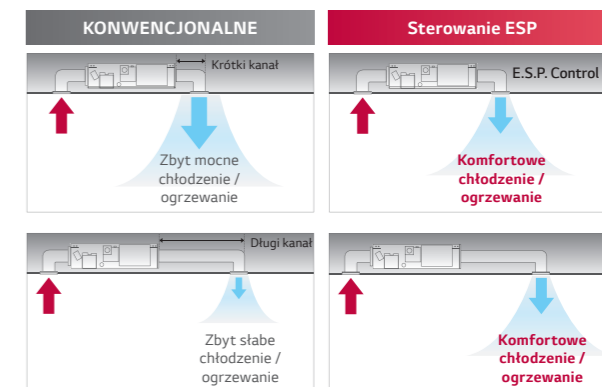 KONWENCJONALNE
Sterowanie ESP
Krótki kanał
Zbyt mocne
chłodzenie /
ogrzewanie
E.S.P. Control
Komfortowe
chłodzenie /
ogrzewanie
Długi kanał
Zbyt słabe
chłodzenie /
ogrzewanie
Komfortowe
chłodzenie /
ogrzewanie